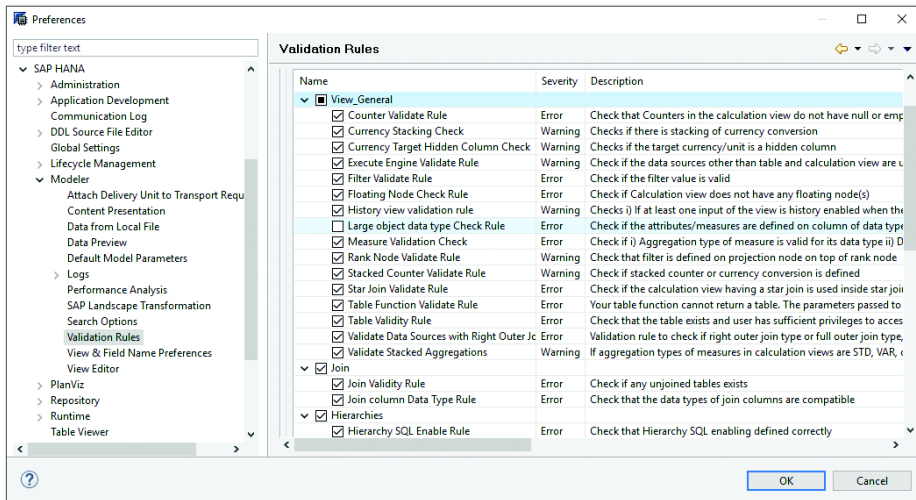 Preferences
type filter text
SAP HANA
Administration
Application Development
Communication Log
DDL Source File Editor
Global Settings
Lifecycle Management
Modeler
Attach Delivery Unit to Transport Requ
Content Presentation
Data from Local File
Data Preview
Default Model Parameters
Logs
Performance Analysis
SAP Landscape Transformation
Search Options
Validation Rules
View & Field Name Preferences
View Editor
PlanViz
Repository
Runtime
Table Viewer
Validation Rules
Name Severity Description
View_General
Counter Validate Rule Error Check that Counters in the calculation view do not have null or emp
Currency Stacking Check Warning Checks if there is stacking of currency conversion
Currency Target Hidden Column Check Warning Checks if the target currency/unit is a hidden column
Execute Engine Validate Rule Warning Check if the data sources other than table and calculation view are u
Filter Validate Rule Error Check if the filter value is valid
Floating Node Check Rule Error Check if Calculation view does not have any floating node(s)
History view validation rule Warning Checks i) If at least one input of the view is history enabled when the
Large object data type Check Rule Error Check if the attributes/measures are defined on column of data type
Measure Validation Check Error Check if i) Aggregation type of measure is valid for its data type ii) D
Rank Node Validate Rule Warning Check that filter is defined on projection node on top of rank node
Stacked Counter Validate Rule Error Check if stacked counter or currency conversion is defined
Star Join Validate Rule Error Check if the calculation view having a star join is used inside star joi
Table Function Validate Rule Error Your table function cannot return a table. The parameters passed to
Table Validity Rule Error Check that the table exists and user has sufficient privileges to acces
Validate Data Sources with Right Outer Jc Error Validation rule to check if right outer join type or full outer join type,
Validate Stacked Aggregations Warning If aggregation types of measures in calculation views are STD, VAR, c
Join
Join Validity Rule Error Check if any unjoined tables exists
Join column Data Type Rule Error Check that the data types of join columns are compatible
Hierarchies
Hierarchy SQL Enable Rule Error Check that Hierarchy SQL enabling defined correctly
OK
Cancel